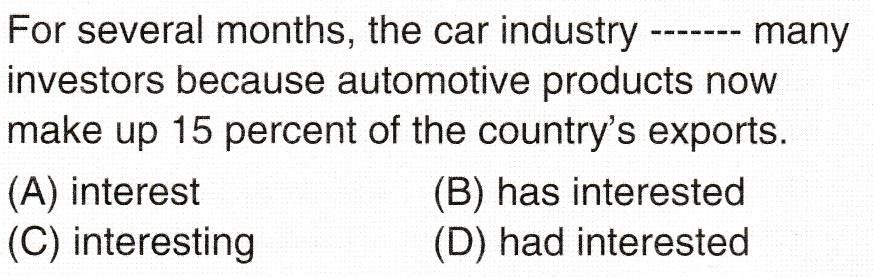 For several months, the car industry ------- many
investors because automotive products now
make up 15 percent of the country's exports.
(A) interest (B) has interested
(C) interesting (D) had interested